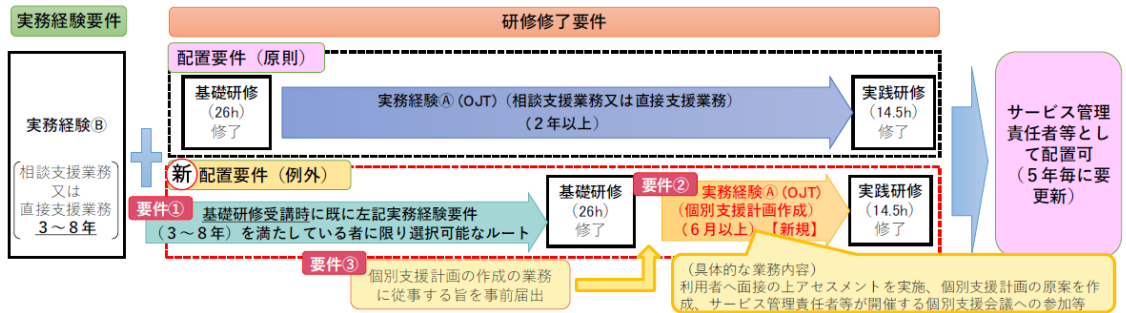 実務経験要件
研修修了要件
実務経験Ⓑ
相談支援業務
又は
直接支援業務
3～8年
配置要件（原則）
基礎研修
（26h）
修了
実務経験Ⓐ（OJT）（相談支援業務又は直接支援業務）
（２年以上）
実践研修
（14.5h）
修了
新 配置要件（例外）
要件①
基礎研修受講時に既に左記実務経験要件
（３～８年）を満たしている者に限り選択可能なルート
基礎研修
（26h）
修了
要件②
実務経験Ⓐ（OJT）
（個別支援計画作成）
（６月以上）【新規】
実践研修
（14.5h）
修了
要件③
個別支援計画の作成の業務
に従事する旨を事前届出
（具体的な業務内容）
利用者へ面接の上アセスメントを実施、個別支援計画の原案を作
成、サービス管理責任者等が開催する個別支援会議への参加等
サービス管理
責任者等とし
て配置可
（５年毎に要
更新）